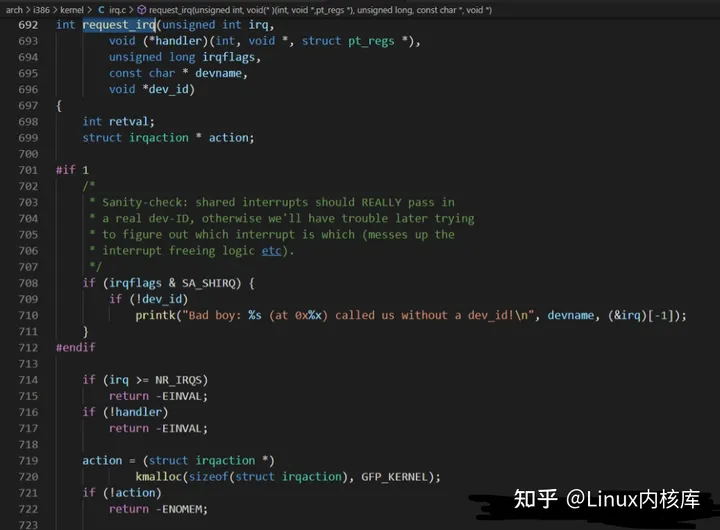 arch > i386 > kernel > C irq.c > request_irq(unsigned int, void(* )(int, void *,pt_regs *), unsigned long, const char *, void *)
692 int request_irq(unsigned int irq,
693 void (*handler)(int, void *, struct pt_regs *),
694 unsigned long irqflags,
695 const char * devname,
696 void *dev_id)
697 {
698 int retval;
699 struct irqaction * action;
700
701 #if 1
702 /*
703 * Sanity-check: shared interrupts should REALLY pass in
704 * a real dev-ID, otherwise we'll have trouble later trying
705 * to figure out which interrupt is which (messes up the
706 * interrupt freeing logic etc).
707 */
708 if (irqflags & SA_SHIRQ) {
709 if (!dev_id)
710 printk("Bad boy: %s (at 0x%x) called us without a dev_id!\n", devname, (&irq)[-1]);
711 }
712 #endif
713
714 if (irq >= NR_IRQS)
715 return -EINVAL;
716 if (!handler)
717 return -EINVAL;
718
719 action = (struct irqaction *)
720 kmalloc(sizeof(struct irqaction), GFP_KERNEL);
721 if (!action)
722 return -ENOMEM;
723
知乎 @Linux内核库